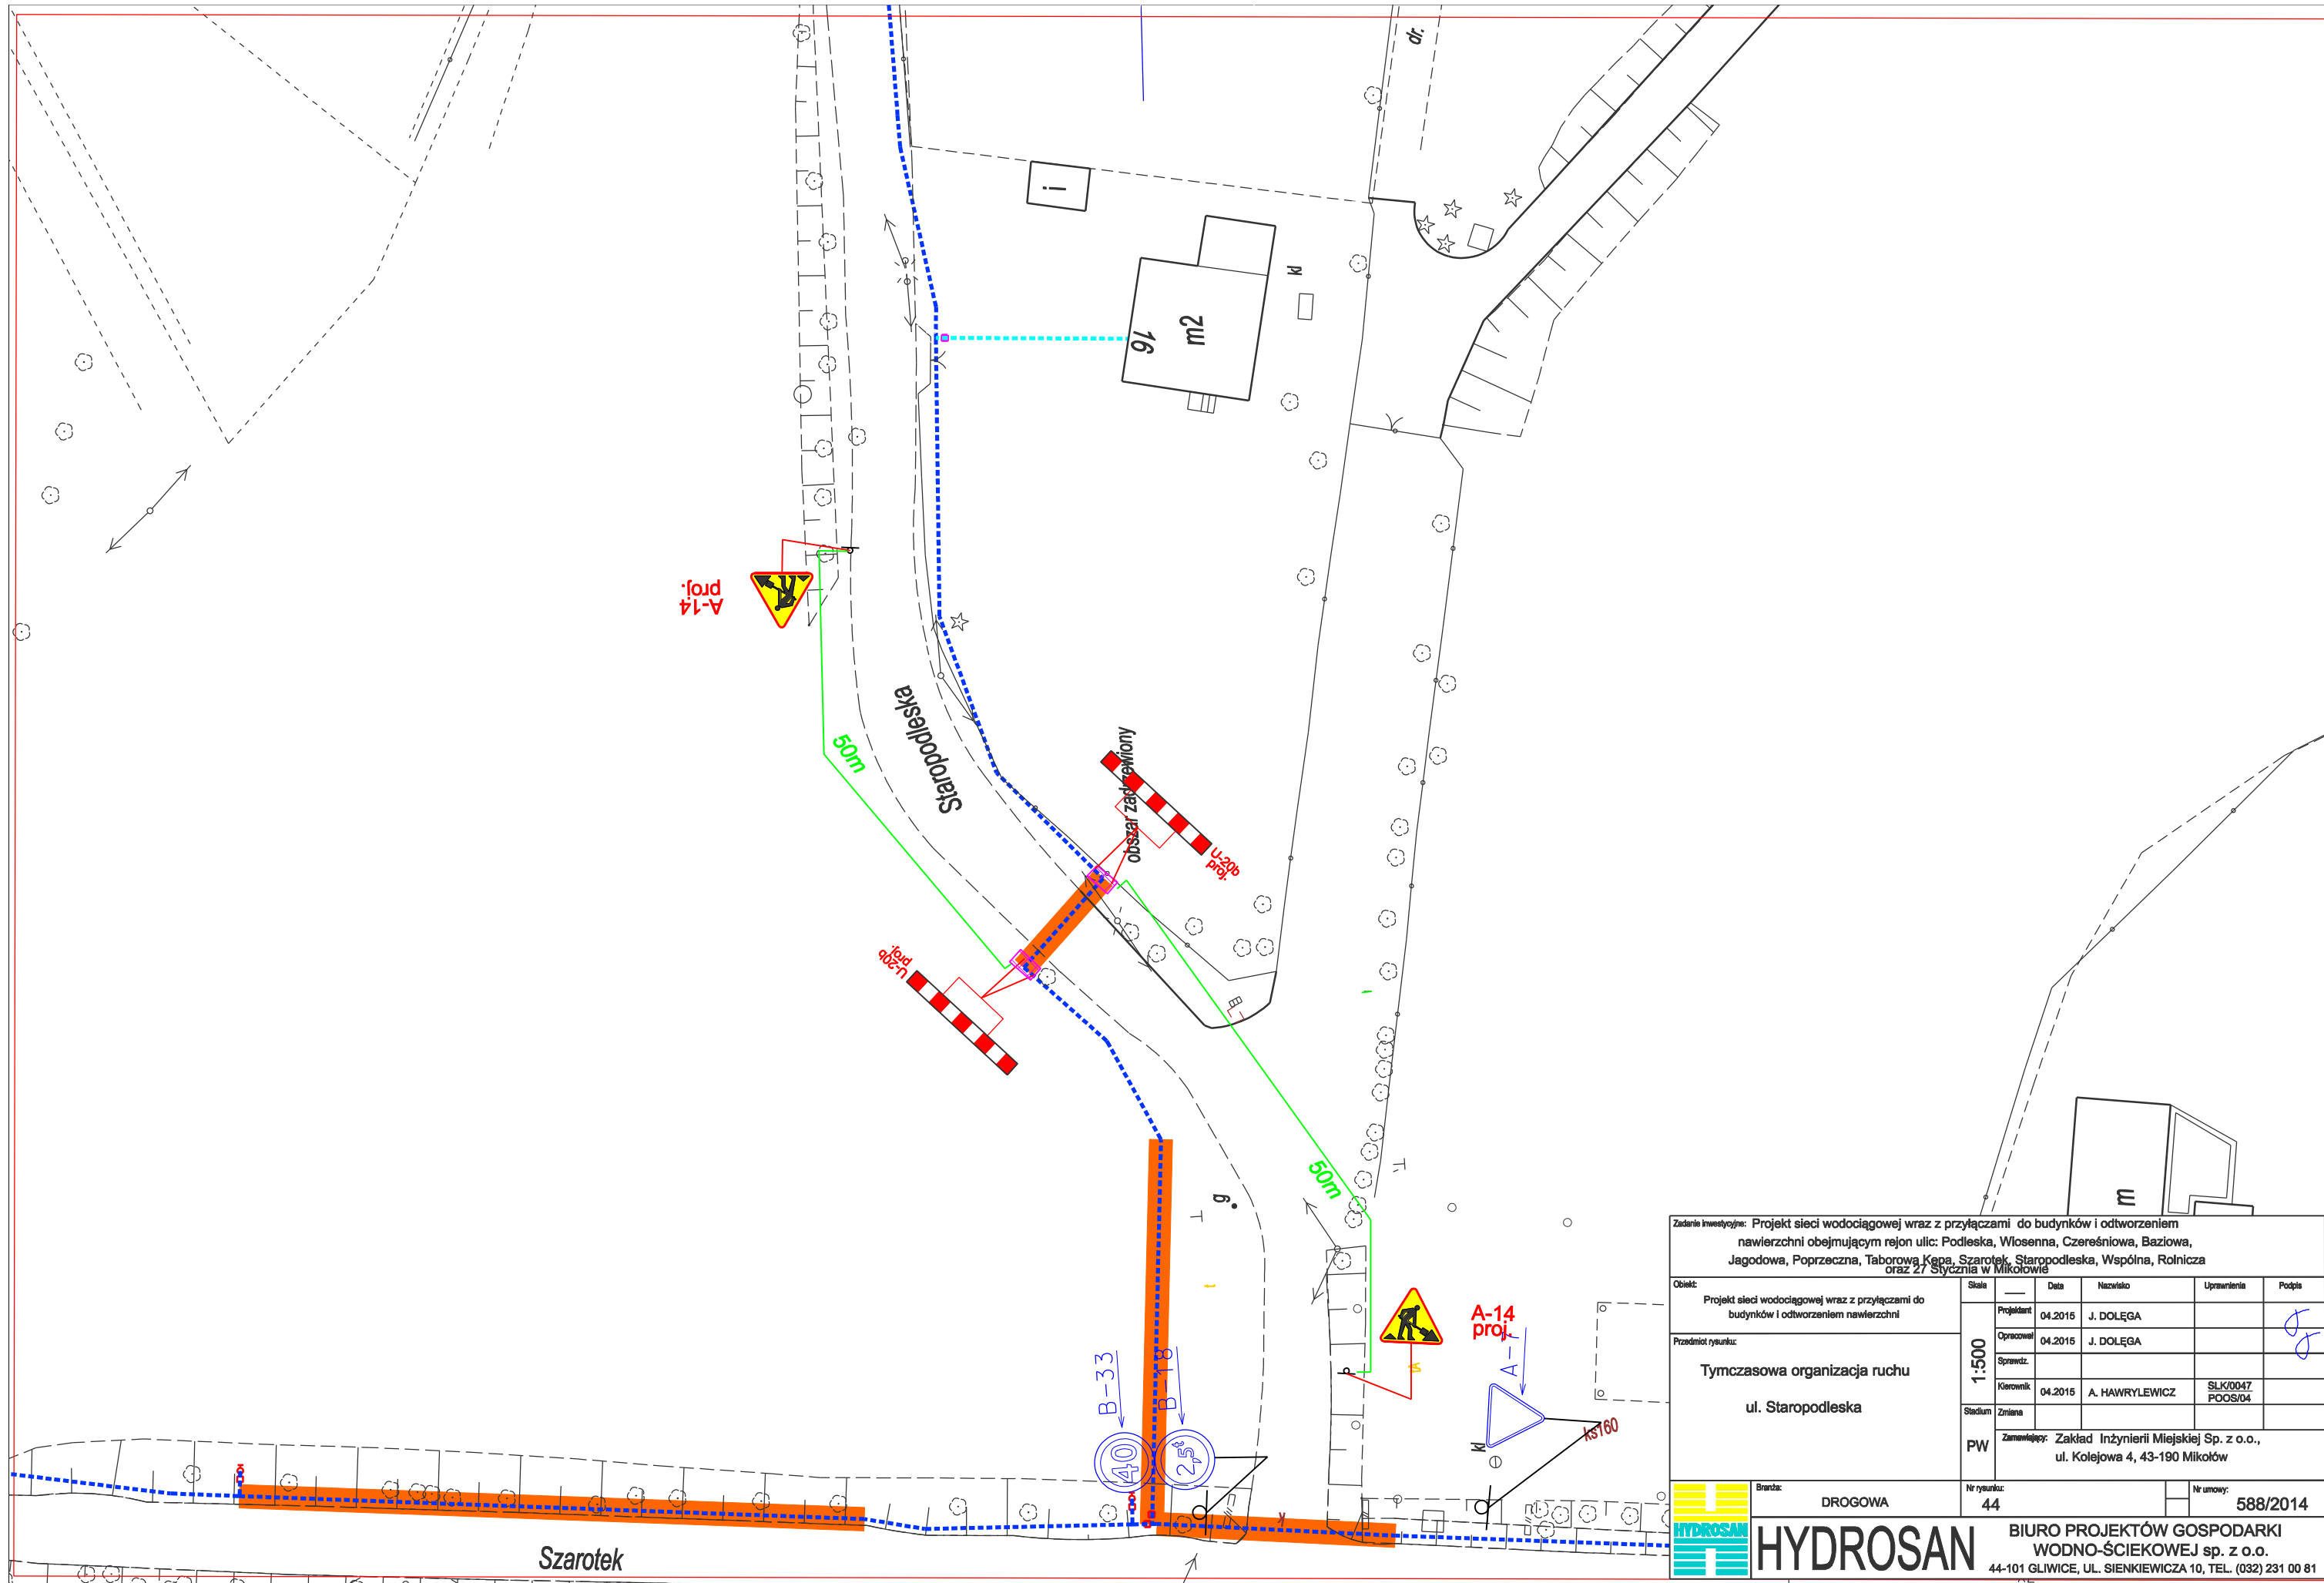 dr.
i
kl
16
m2
A-14
proj.
Staropodleska
50m
obszar zadrzewiony
U-20b
proj.
U-20b
proj.
50m
g
t
m
A-14
proj.
B-33
B-18
40
2,5t
kl
ks160
y
Szarotek
Zadanie inwestycyjne: Projekt sieci wodociągowej wraz z przyłączami do budynków i odtworzeniem
nawierzchni obejmującym rejon ulic: Podleska, Wiosenna, Czereśniowa, Baziowa,
Jagodowa, Poprzeczna, Taborowa Kępa, Szarotek, Staropodleska, Wspólna, Rolnicza
oraz 27 Stycznia w Mikołowie
Obiekt:
Projekt sieci wodociągowej wraz z przyłączami do
budynków i odtworzeniem nawierzchni
Skala
1:500
Data Nazwisko Uprawnienia Podpis
Projektant 04.2015 J. DOLĘGA
Opracował 04.2015 J. DOLĘGA
Sprawdz.
Kierownik 04.2015 A. HAWRYLEWICZ SLK/0047
POOS/04
Przedmiot rysunku:
Tymczasowa organizacja ruchu
ul. Staropodleska
Stadium Zmiana
PW
Zamawiający: Zakład Inżynierii Miejskiej Sp. z o.o.,
ul. Kolejowa 4, 43-190 Mikołów
Branża:
DROGOWA
Nr rysunku:
44
Nr umowy:
588/2014
HYDROSAN
HYDROSAN
BIURO PROJEKTÓW GOSPODARKI
WODNO-ŚCIEKOWEJ sp. z o.o.
44-101 GLIWICE, UL. SIENKIEWICZA 10, TEL. (032) 231 00 81